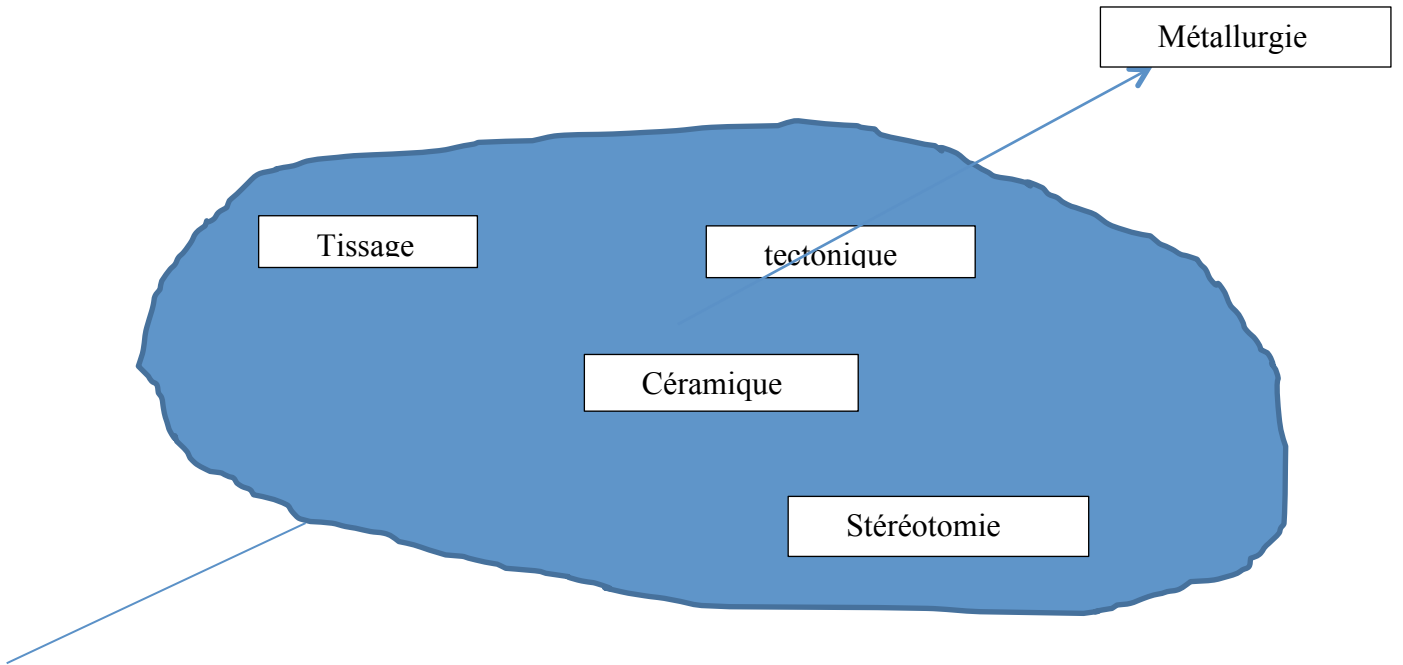 Métallurgie
Tissage
tectonique
Céramique
Stéréotomie